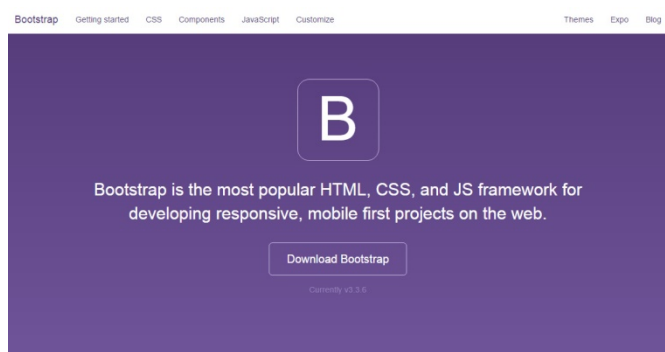 Bootstrap Getting started CSS Components JavaScript Customize Themes Expo Blog
B
Bootstrap is the most popular HTML, CSS, and JS framework for
developing responsive, mobile first projects on the web.
Download Bootstrap
Currently v3.3.6